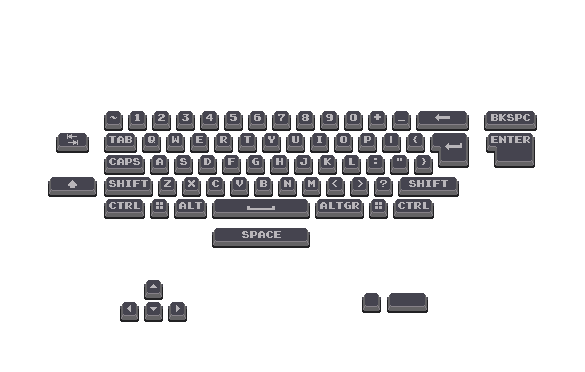 ~ 1 2 3 4 5 6 7 8 9 0 + _ ← BKSPC
TAB Q W E R T Y U I O P | ( ENTER
CAPS A S D F G H J K L : " )
SHIFT Z X C V B N M < > ? SHIFT
CTRL ALT ALTGR CTRL
SPACE